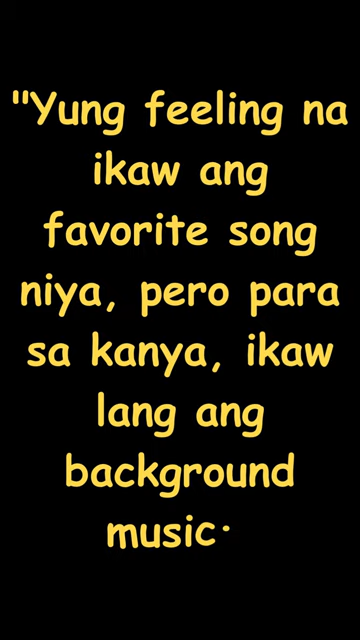 "Yung feeling na
ikaw ang
favorite song
niya, pero para
sa kanya, ikaw
lang ang
background
music·